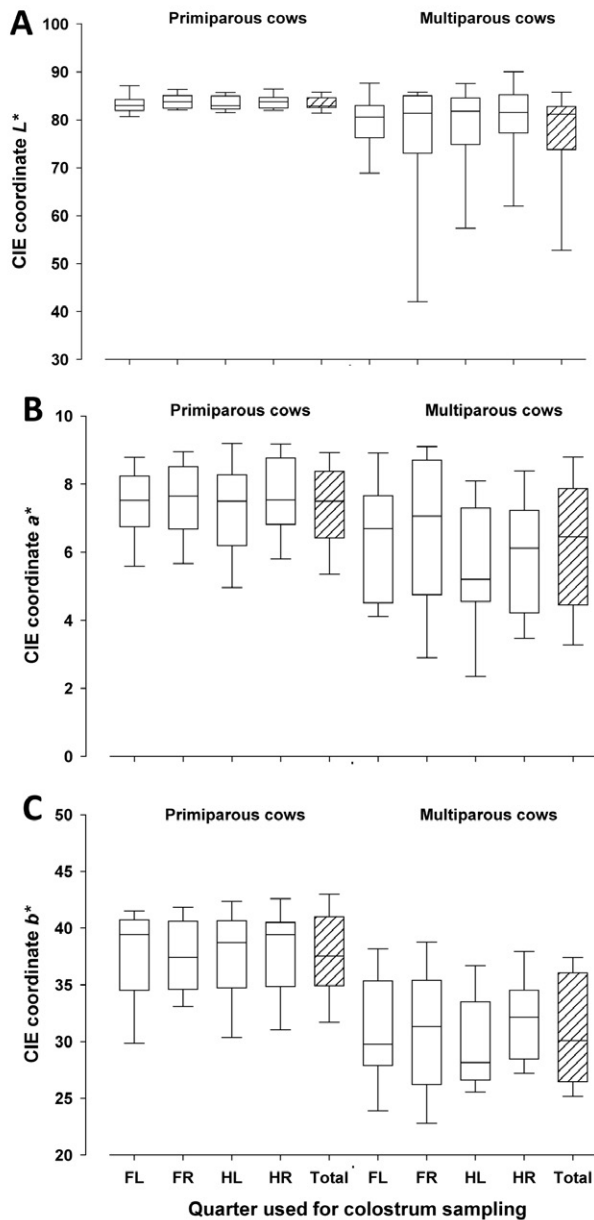 A
Primiparous cows Multiparous cows
100
90
80
70
60
50
40
30
CIE coordinate L*
B
Primiparous cows Multiparous cows
10
8
6
4
2
0
CIE coordinate a*
C
Primiparous cows Multiparous cows
50
45
40
35
30
25
20
CIE coordinate b*
FL FR HL HR Total FL FR HL HR Total
Quarter used for colostrum sampling